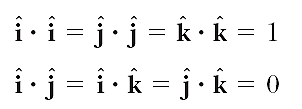 î · î = ĵ · ĵ = k̂ · k̂ = 1
î · ĵ = î · k̂ = ĵ · k̂ = 0